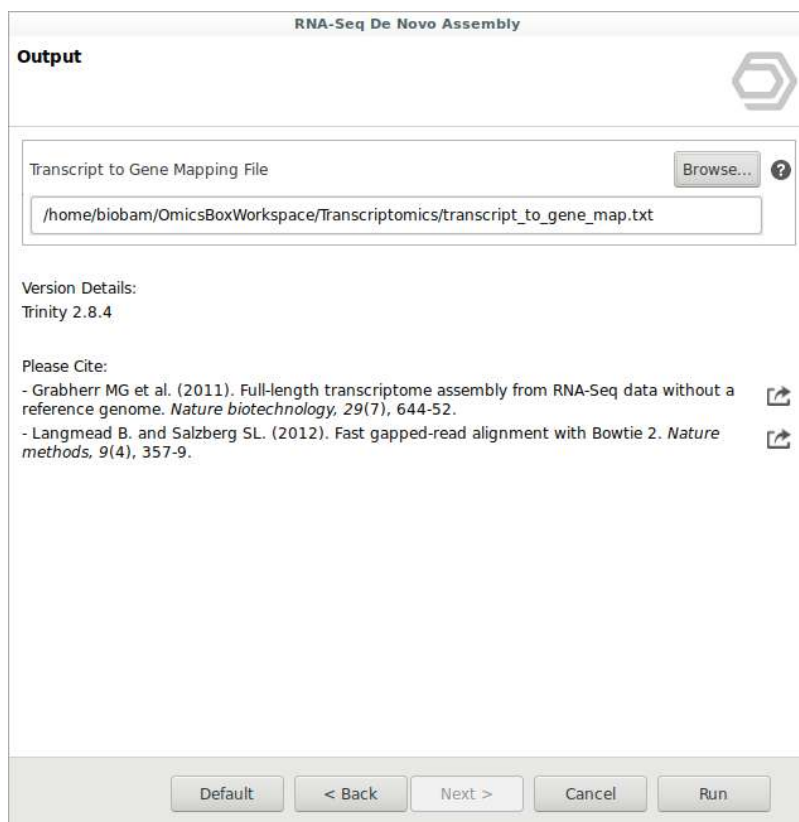 RNA-Seq De Novo Assembly
Output
Transcript to Gene Mapping File
Browse...
?
/home/biobam/OmicsBoxWorkspace/Transcriptomics/transcript_to_gene_map.txt
Version Details:
Trinity 2.8.4
Please Cite:
- Grabherr MG et al. (2011). Full-length transcriptome assembly from RNA-Seq data without a
reference genome. Nature biotechnology, 29(7), 644-52.
- Langmead B. and Salzberg SL. (2012). Fast gapped-read alignment with Bowtie 2. Nature
methods, 9(4), 357-9.
Default
< Back
Next >
Cancel
Run